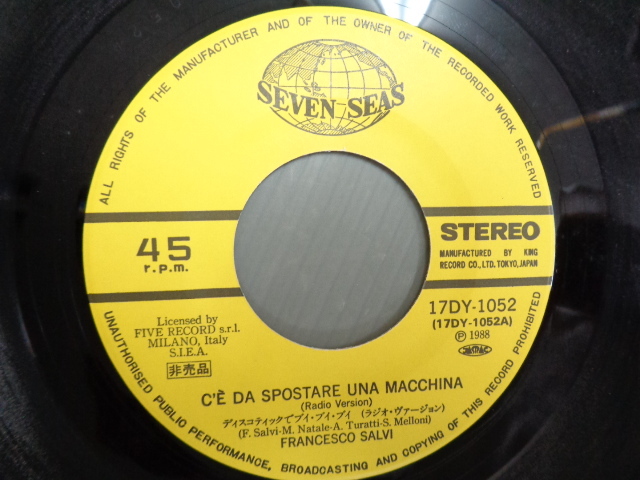 ALL RIGHTS OF THE MANUFACTURER AND OF THE OWNER OF THE RECORDED WORK RESERVED
SEVEN SEAS
45
r.p.m.
STEREO
MANUFACTURED BY KING
RECORD CO., LTD. TOKYO, JAPAN
Licensed by
FIVE RECORD s.r.l.
MILANO, Italy
S.I.E.A.
非売品
17DY-1052
(17DY-1052A)
Ⓟ 1988
C'È DA SPOSTARE UNA MACCHINA
(Radio Version)
ディスコティックでブイ・ブイ・ブイ (ラジオ・ヴァージョン)
(F. Salvi-M. Natale-A. Turatti-S. Melloni)
FRANCESCO SALVI
UNAUTHORISED PUBLIC PERFORMANCE, BROADCASTING AND COPYING OF THIS RECORD PROHIBITED